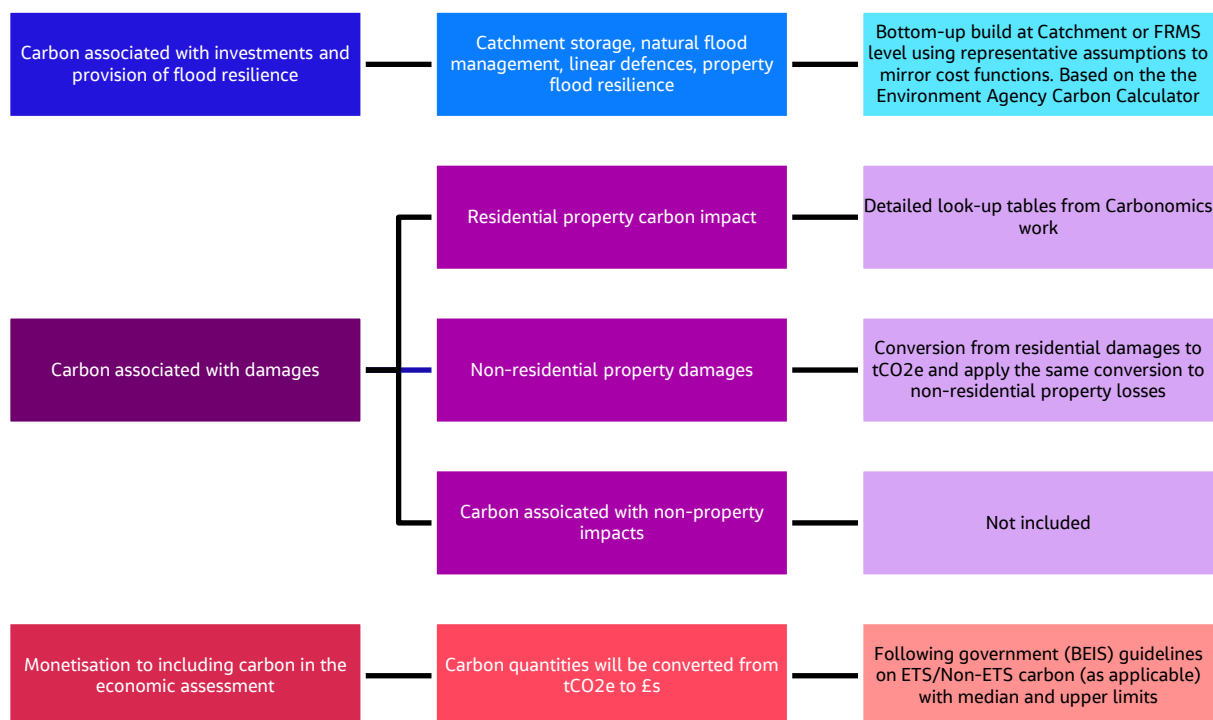 Carbon associated with investments and
provision of flood resilience
Catchment storage, natural flood
management, linear defences, property
flood resilience
Bottom-up build at Catchment or FRMS
level using representative assumptions to
mirror cost functions. Based on the the
Environment Agency Carbon Calculator
Residential property carbon impact
Detailed look-up tables from Carbonomics
work
Carbon associated with damages
Non-residential property damages
Conversion from residential damages to
tCO2e and apply the same conversion to
non-residential property losses
Carbon assoicated with non-property
impacts
Not included
Monetisation to including carbon in the
economic assessment
Carbon quantities will be converted from
tCO2e to £s
Following government (BEIS) guidelines
on ETS/Non-ETS carbon (as applicable)
with median and upper limits